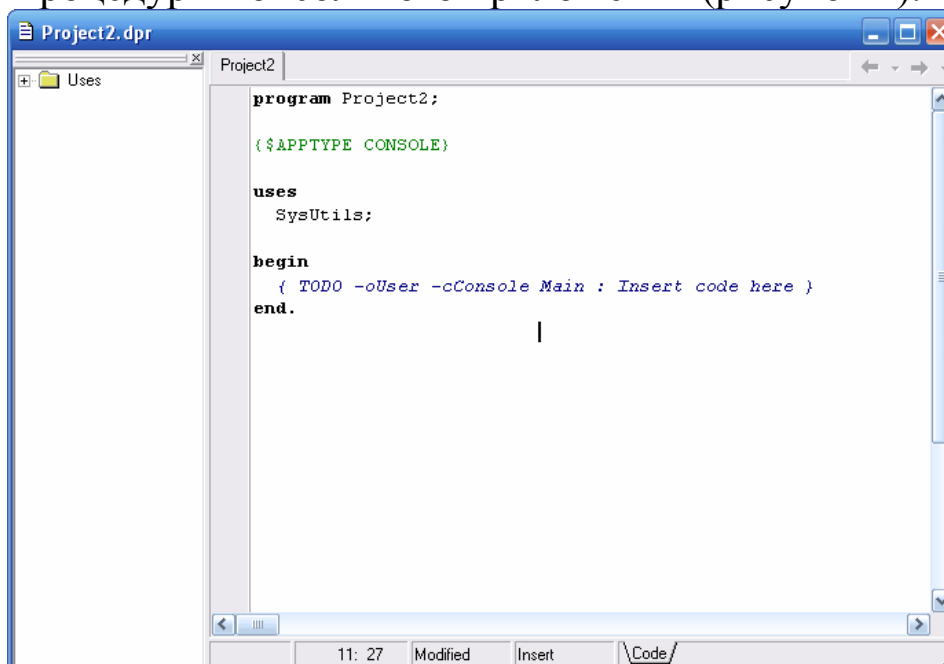 Project2.dpr
Uses
Project2
program Project2;
{$APPTYPE CONSOLE}
uses
SysUtils;
begin
{ TODO -oUser -cConsole Main : Insert code here }
end.
11: 27 Modified Insert \Code/